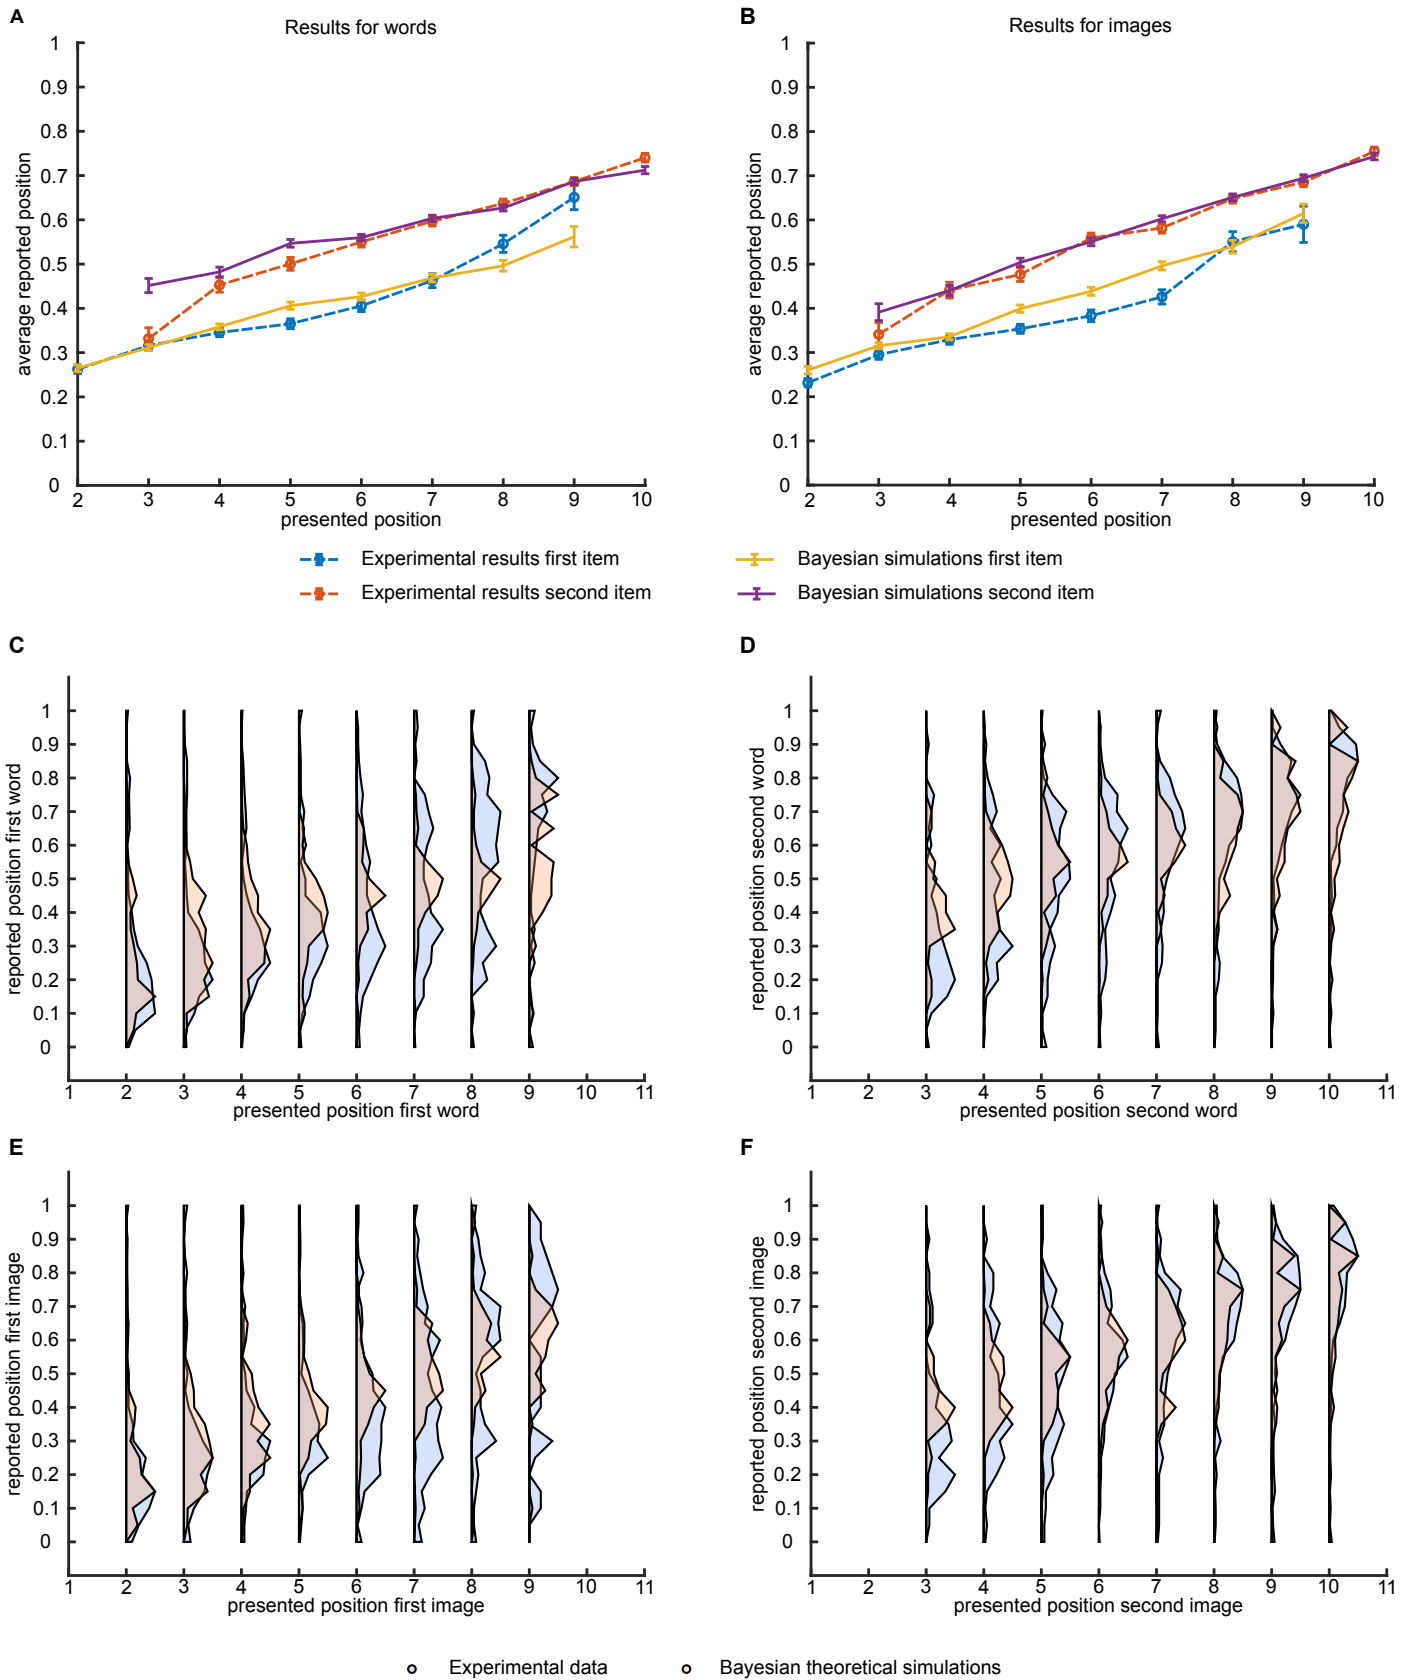 A
Results for words
1
0.9
0.8
0.7
0.6
0.5
0.4
0.3
0.2
0.1
0
average reported position
2 3 4 5 6 7 8 9 10
presented position
B
Results for images
1
0.9
0.8
0.7
0.6
0.5
0.4
0.3
0.2
0.1
0
average reported position
2 3 4 5 6 7 8 9 10
presented position
Experimental results first item
Bayesian simulations first item
Experimental results second item
Bayesian simulations second item
C
1
0.9
0.8
0.7
0.6
0.5
0.4
0.3
0.2
0.1
0
reported position first word
1 2 3 4 5 6 7 8 9 10 11
presented position first word
D
1
0.9
0.8
0.7
0.6
0.5
0.4
0.3
0.2
0.1
0
reported position second word
1 2 3 4 5 6 7 8 9 10 11
presented position second word
E
1
0.9
0.8
0.7
0.6
0.5
0.4
0.3
0.2
0.1
0
reported position first image
1 2 3 4 5 6 7 8 9 10 11
presented position first image
F
1
0.9
0.8
0.7
0.6
0.5
0.4
0.3
0.2
0.1
0
reported position second image
1 2 3 4 5 6 7 8 9 10 11
presented position second image
Experimental data
Bayesian theoretical simulations